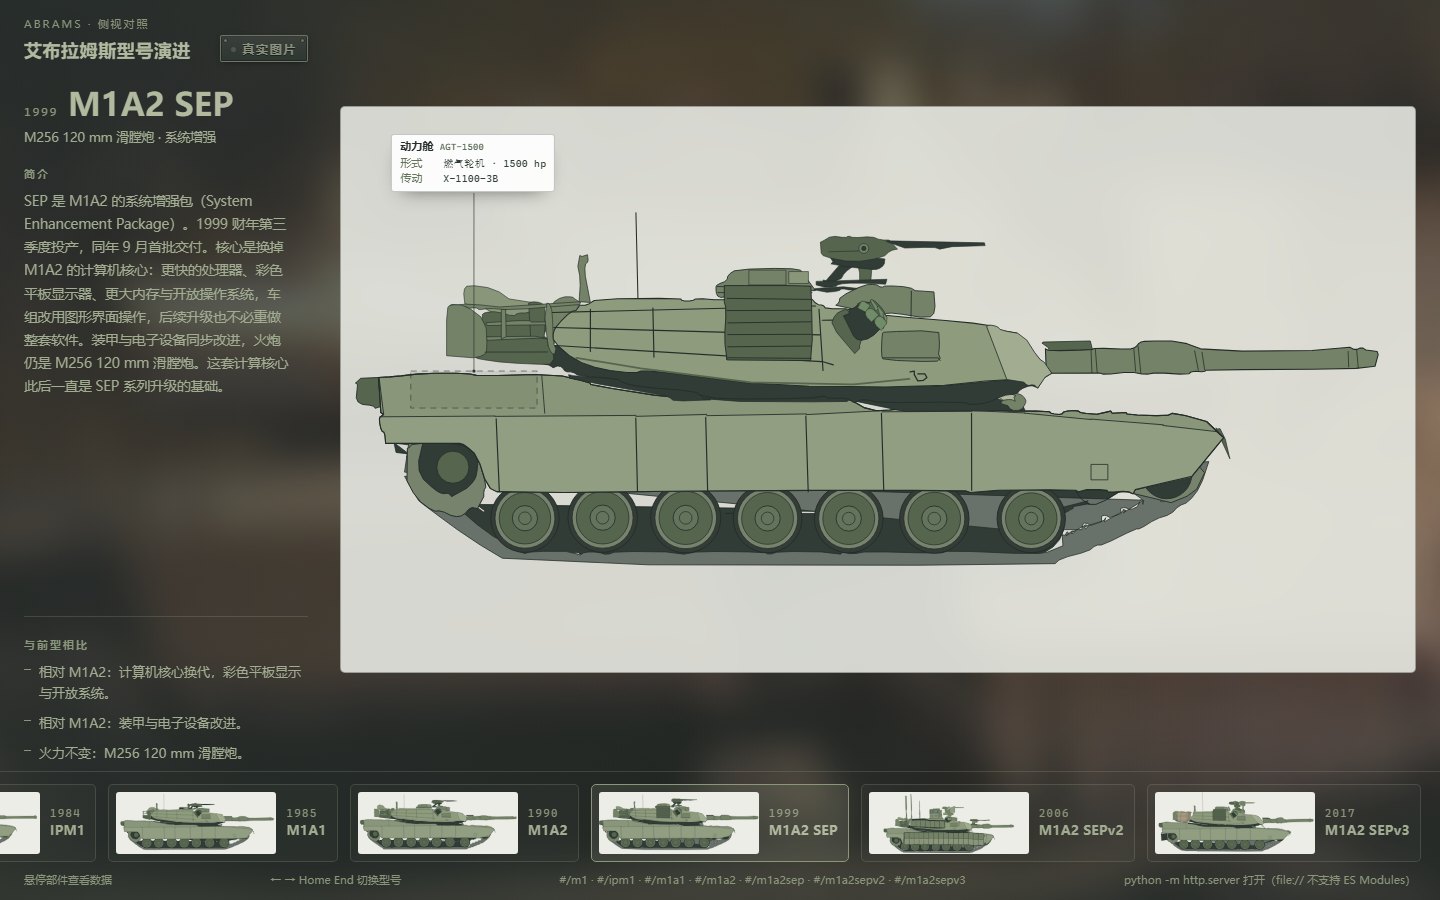 ABRAMS · 侧视对照
艾布拉姆斯型号演进
真实图片
1999 M1A2 SEP
M256 120 mm 滑膛炮 · 系统增强
简介
SEP 是 M1A2 的系统增强包（System
Enhancement Package）。1999 财年第三
季度投产，同年 9 月首批交付。核心是换掉
M1A2 的计算机核心：更快的处理器、彩色
平板显示器、更大内存与开放操作系统，车
组改用图形界面操作，后续升级也不必重做
整套软件。装甲与电子设备同步改进，火炮
仍是 M256 120 mm 滑膛炮。这套计算核心
此后一直是 SEP 系列升级的基础。
动力舱 AGT-1500
形式 燃气轮机 · 1500 hp
传动 X-1100-3B
与前型相比
– 相对 M1A2：计算机核心换代，彩色平板显示
与开放系统。
– 相对 M1A2：装甲与电子设备改进。
– 火力不变：M256 120 mm 滑膛炮。
1984
IPM1
1985
M1A1
1990
M1A2
1999
M1A2 SEP
2006
M1A2 SEPv2
2017
M1A2 SEPv3
悬停部件查看数据
← → Home End 切换型号
#/m1 · #/ipm1 · #/m1a1 · #/m1a2 · #/m1a2sep · #/m1a2sepv2 · #/m1a2sepv3
python -m http.server 打开（file:// 不支持 ES Modules）